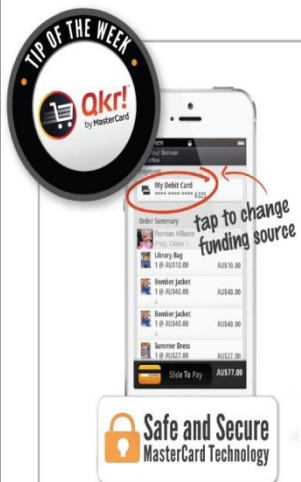 TIP OF THE WEEK
Qkr!
by MasterCard
My Debit Card
6325
tap to change
funding source
Order Summary
Prep, Class
Library Bag
1 @ AU$10.00 AU$10.00
Bomber Jacket
1 @ AU$40.00 AU$40.00
Bomber Jacket
1 @ AU$40.00 AU$40.00
Summer Dress
1 @ AU$27.00 AU$27.00
Slide To Pay AU$77.00
Safe and Secure
MasterCard Technology